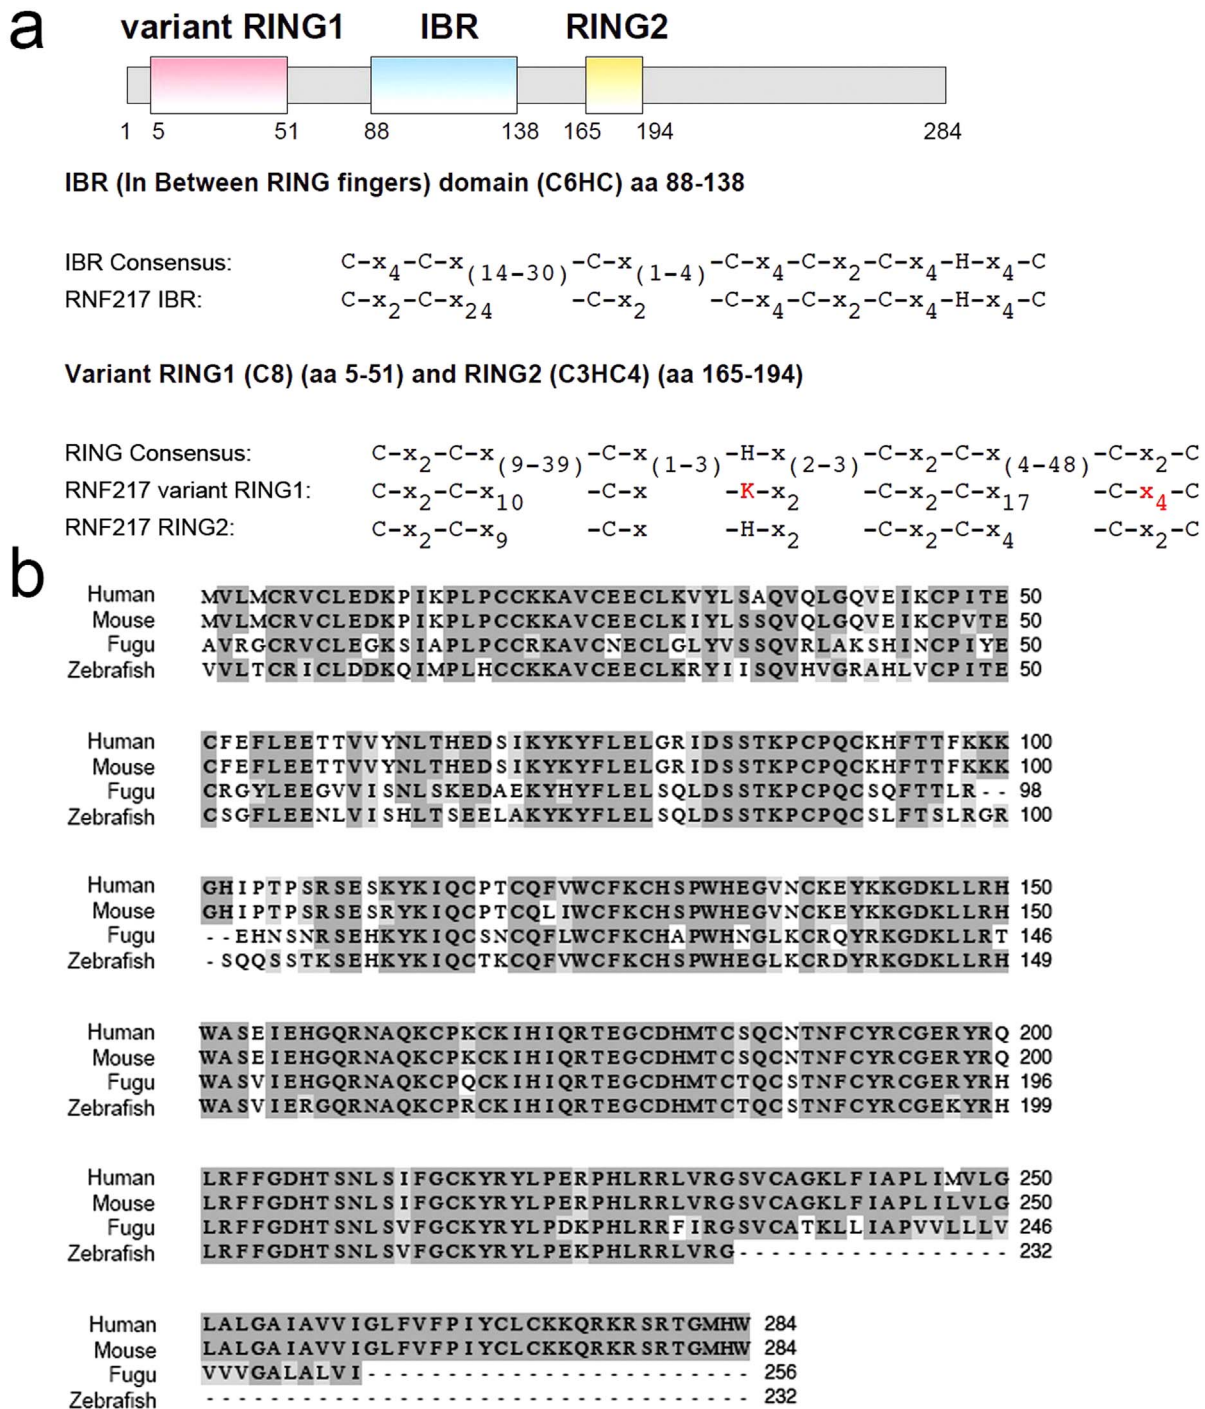 a
variant RING1 IBR RING2
1 5 51 88 138 165 194 284
IBR (In Between RING fingers) domain (C6HC) aa 88-138
IBR Consensus: C-x4-C-x(14-30)-C-x(1-4)-C-x4-C-x2-C-x4-H-x4-C
RNF217 IBR: C-x2-C-x24 -C-x2 -C-x4-C-x2-C-x4-H-x4-C
Variant RING1 (C8) (aa 5-51) and RING2 (C3HC4) (aa 165-194)
RING Consensus: C-x2-C-x(9-39)-C-x(1-3)-H-x(2-3)-C-x2-C-x(4-48)-C-x2-C
RNF217 variant RING1: C-x2-C-x10 -C-x -K-x2 -C-x2-C-x17 -C-x4-C
RNF217 RING2: C-x2-C-x9 -C-x -H-x2 -C-x2-C-x4 -C-x2-C
b
Human MVLMCRVCLEDKPIKPLPCCKKAVCEECLKVYLSAQVQLGQVEIKCPITE 50
Mouse MVLMCRVCLEDKPIKPLPCCKKAVCEECLKIYLSSQVQLGQVEIKCPVTE 50
Fugu AVRGCRVCLEGKSIAPLPCCRKAVCNECLGLYVSSQVRLAKSHINCPIYE 50
Zebrafish VVLTCRICLDDKQIMPLHCCKKAVCEECLKRYIISQVHVGRAHLVCPITE 50
Human CFEFLEETTVVYNLTHEDSIKYKYFLELGRIDSSTKPCPQCKHFTTFKKK 100
Mouse CFEFLEETTVVYNLTHEDSIKYKYFLELGRIDSSTKPCPQCKHFTTFKKK 100
Fugu CRGYLEEGVVISNLSKEDAEKYHYFLELSQLDSSTKPCPQCSQFTTLR-- 98
Zebrafish CSGFLEENLVISHLTSEELAKYKYFLELSQLDSSTKPCPQCSLFTSLRGR 100
Human GHIPTPSRSESKYKIQCPTCQFVWCFKCHSPWHEGVNCKEYKKGDKLLRH 150
Mouse GHIPTPSRSESRYKIQCPTCQLIWCFKCHSPWHEGVNCKEYKKGDKLLRH 150
Fugu --EHNSNRSEHKYKIQCSNCQFLWCFKCHAPWHNGLKCRQYRKGDKLLRT 146
Zebrafish -SQQSSTKSEHKYKIQCTKCQFVWCFKCHSPWHEGLKCRDYRKGDKLLRH 149
Human WASEIEHGQRNAQKCPKCKIHIQRTEGCDHMTCSQCNTNFCYRCGERYRQ 200
Mouse WASEIEHGQRNAQKCPKCKIHIQRTEGCDHMTCSQCNTNFCYRCGERYRQ 200
Fugu WASVIEHGQRNAQKCPQCKIHIQRTEGCDHMTCTQCSTNFCYRCGERYRH 196
Zebrafish WASVIERGQRNAQKCPRCKIHIQRTEGCDHMTCTQCSTNFCYRCGEKYRH 199
Human LRFFGDHTSNLSIFGCKYRYLPERPHLRRLVRGSVCAGKLFIAPLIMVLG 250
Mouse LRFFGDHTSNLSIFGCKYRYLPERPHLRRLVRGSVCAGKLFIAPLILVLG 250
Fugu LRFFGDHTSNLSVFGCKYRYLPDKPHLRRFIRGSVCATKLLIAPVVLLLV 246
Zebrafish LRFFGDHTSNLSVFGCKYRYLPEKPHLRRLVRG----------------- 232
Human LALGAIAVVIGLFVFPIYCLCKKQRKRSRTGMHW 284
Mouse LALGAIAVVIGLFVFPIYCLCKKQRKRSRTGMHW 284
Fugu VVVGALALVI------------------------ 256
Zebrafish ---------------------------------- 232